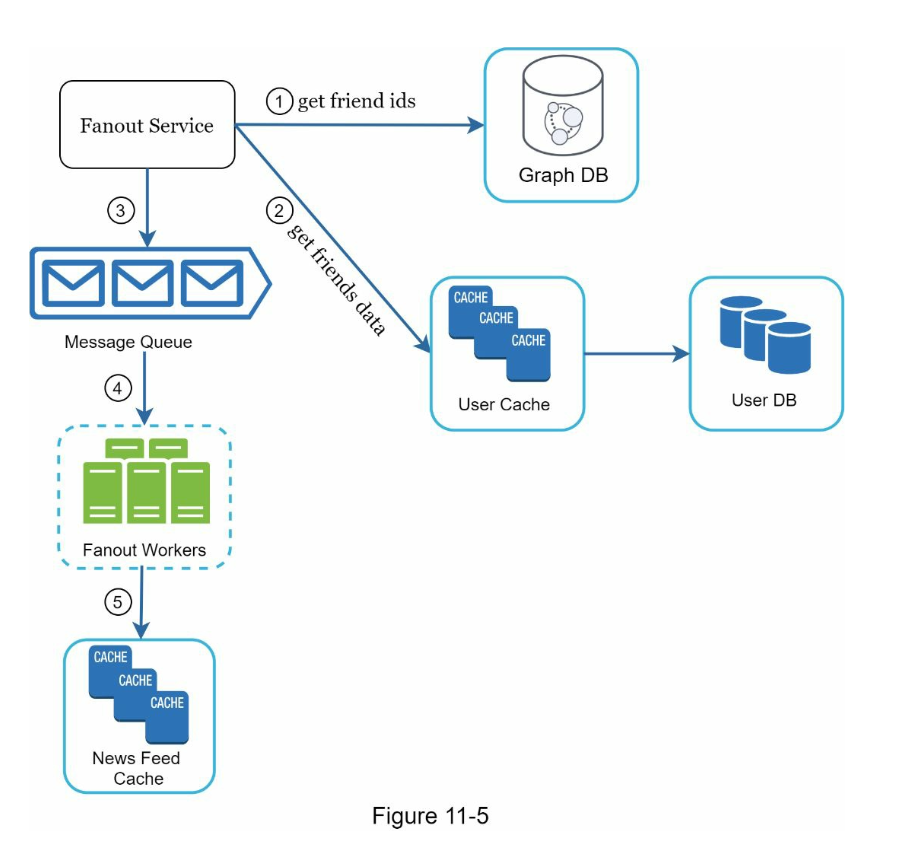 Fanout Service
1 get friend ids
Graph DB
2 get friends data
3
Message Queue
CACHE
CACHE
CACHE
User Cache
User DB
4
Fanout Workers
5
CACHE
CACHE
CACHE
News Feed
Cache
Figure 11-5